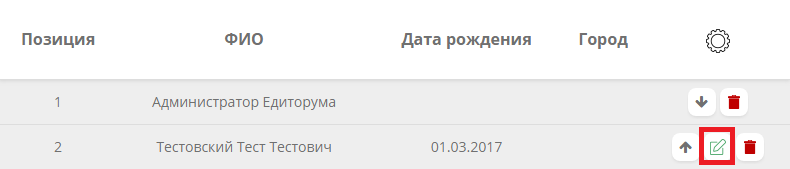 Позиция ФИО Дата рождения Город
1 Администратор Едиторума
2 Тестовский Тест Тестович 01.03.2017